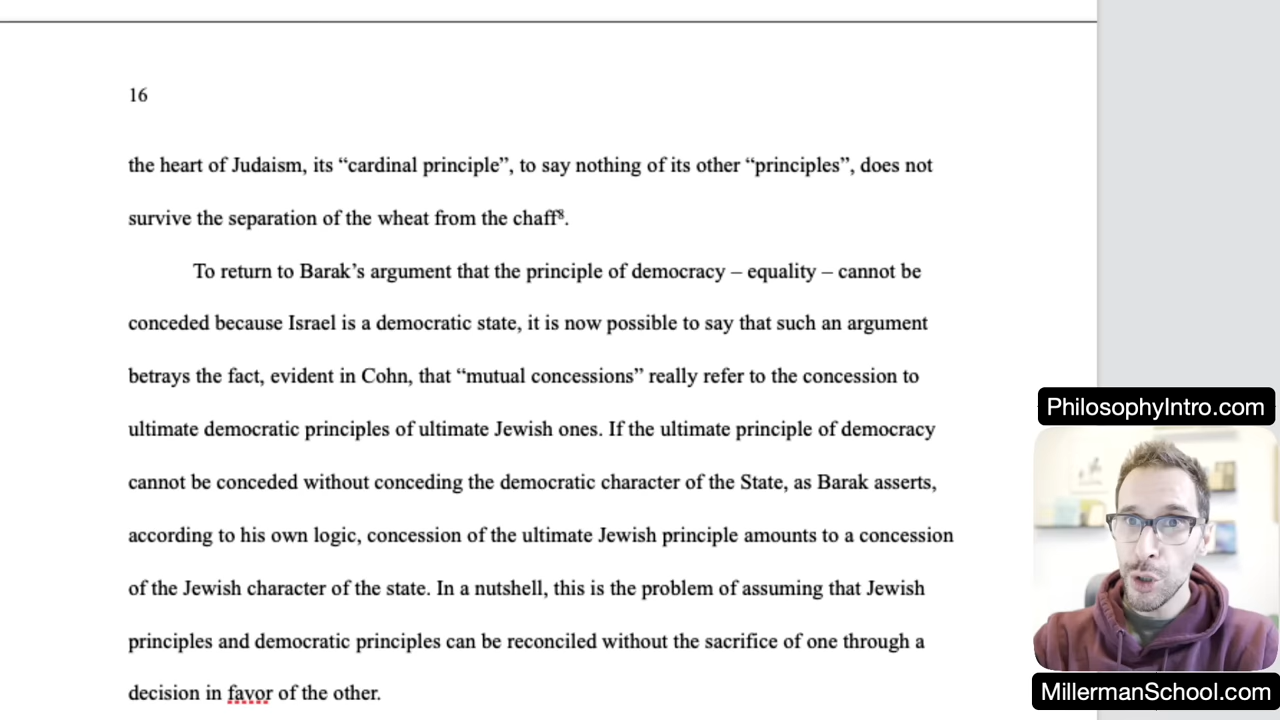 16
the heart of Judaism, its “cardinal principle”, to say nothing of its other “principles”, does not
survive the separation of the wheat from the chaff⁸.
To return to Barak’s argument that the principle of democracy – equality – cannot be
conceded because Israel is a democratic state, it is now possible to say that such an argument
betrays the fact, evident in Cohn, that “mutual concessions” really refer to the concession to
ultimate democratic principles of ultimate Jewish ones. If the ultimate principle of democracy
cannot be conceded without conceding the democratic character of the State, as Barak asserts,
according to his own logic, concession of the ultimate Jewish principle amounts to a concession
of the Jewish character of the state. In a nutshell, this is the problem of assuming that Jewish
principles and democratic principles can be reconciled without the sacrifice of one through a
decision in favor of the other.
PhilosophyIntro.com
MillermanSchool.com